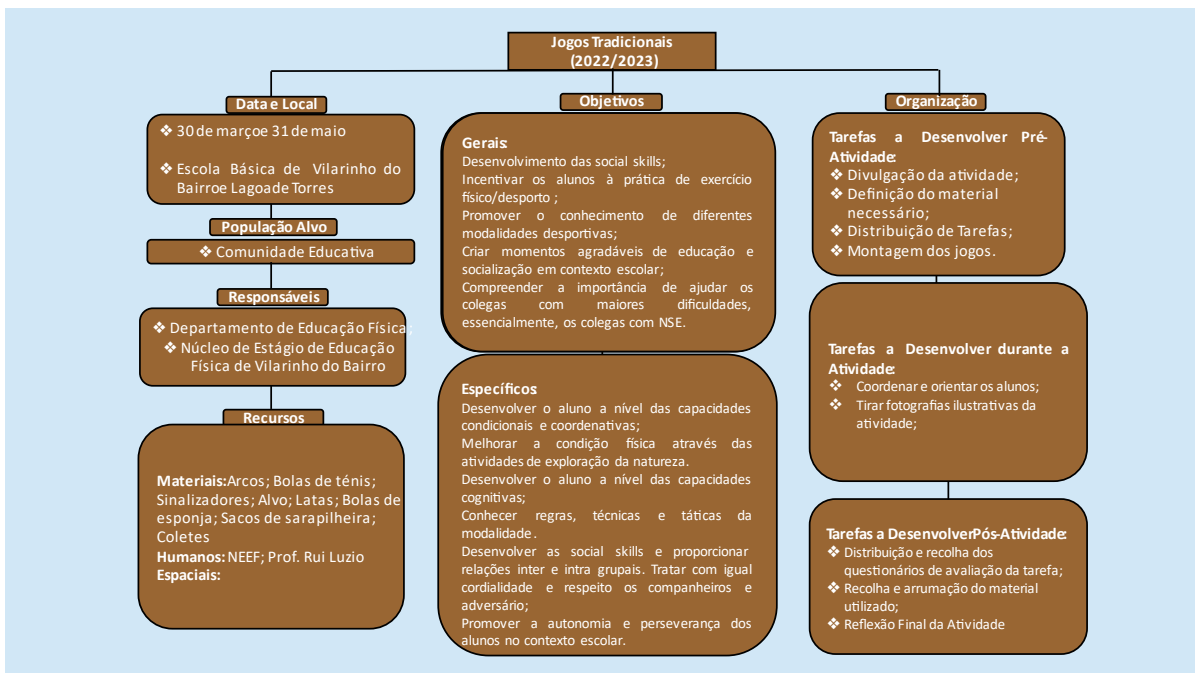 Jogos Tradicionais
(2022/2023)
Data e Local
❖ 30 de março e 31 de maio
❖ Escola Básica de Vilarinho do
Bairro e Lagoa de Torres
População Alvo
❖ Comunidade Educativa
Responsáveis
❖ Departamento de Educação Física;
❖ Núcleo de Estágio de Educação
Física de Vilarinho do Bairro
Recursos
Materiais: Arcos; Bolas de ténis;
Sinalizadores; Alvo; Latas; Bolas de
esponja; Sacos de sarapilheira;
Coletes
Humanos: NEEF; Prof. Rui Luzio
Espaciais:
Objetivos
Gerais:
Desenvolvimento das social skills;
Incentivar os alunos à prática de exercício
físico/desporto ;
Promover o conhecimento de diferentes
modalidades desportivas;
Criar momentos agradáveis de educação e
socialização em contexto escolar;
Compreender a importância de ajudar os
colegas com maiores dificuldades,
essencialmente, os colegas com NSE.
Específicos:
Desenvolver o aluno a nível das capacidades
condicionais e coordenativas;
Melhorar a condição física através das
atividades de exploração da natureza.
Desenvolver o aluno a nível das capacidades
cognitivas;
Conhecer regras, técnicas e táticas da
modalidade.
Desenvolver as social skills e proporcionar
relações inter e intra grupais. Tratar com igual
cordialidade e respeito os companheiros e
adversário;
Promover a autonomia e perseverança dos
alunos no contexto escolar.
Organização
Tarefas a Desenvolver Pré-
Atividade:
❖ Divulgação da atividade;
❖ Definição do material
necessário;
❖ Distribuição de Tarefas;
❖ Montagem dos jogos.
Tarefas a Desenvolver durante a
Atividade:
❖ Coordenar e orientar os alunos;
❖ Tirar fotografias ilustrativas da
atividade;
Tarefas a Desenvolver Pós-Atividade:
❖ Distribuição e recolha dos
questionários de avaliação da tarefa;
❖ Recolha e arrumação do material
utilizado;
❖ Reflexão Final da Atividade